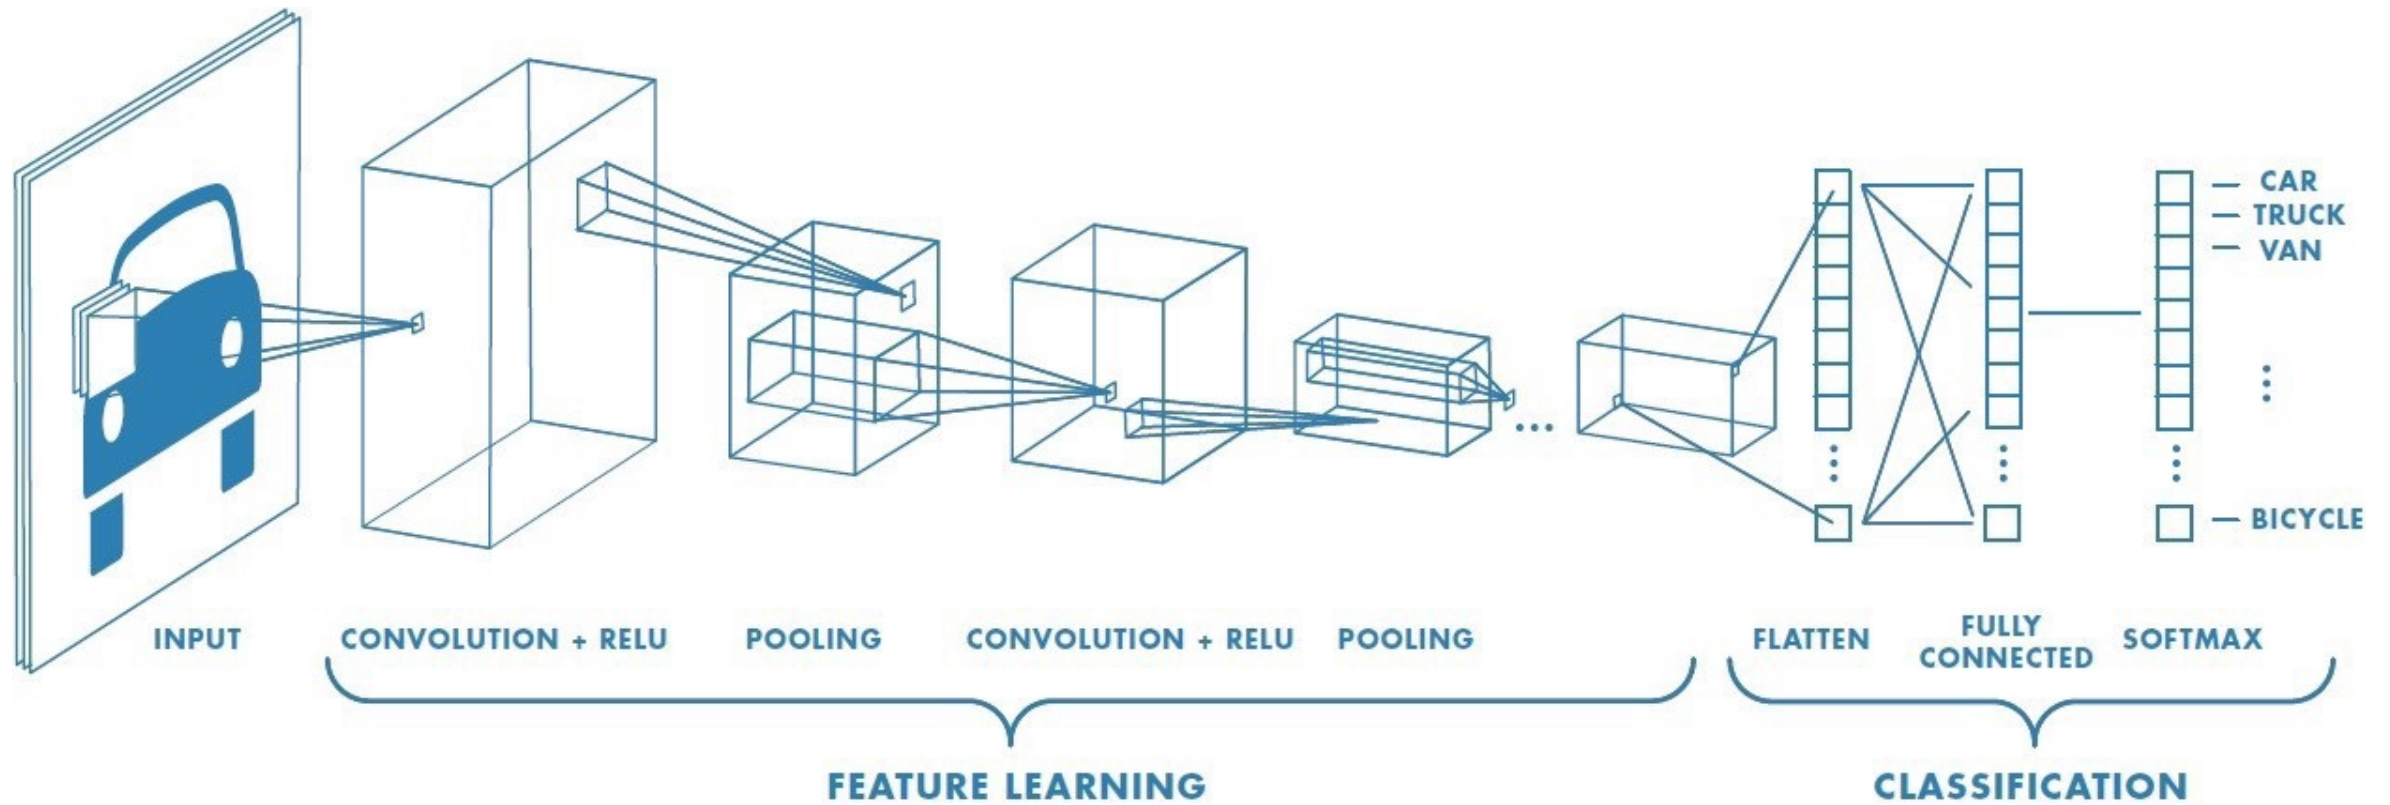 CAR
TRUCK
VAN
BICYCLE
INPUT
CONVOLUTION + RELU
POOLING
CONVOLUTION + RELU
POOLING
FLATTEN
FULLY
CONNECTED
SOFTMAX
FEATURE LEARNING
CLASSIFICATION